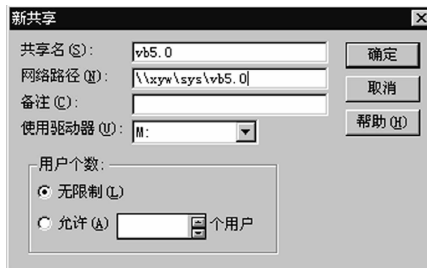 新共享
共享名(S): vb5.0 确定
网络路径(N): \\xyw\sys\vb5.0
备注(C): 取消
使用驱动器(U): M: 帮助(H)
用户个数:
无限制(L)
允许(A) 个用户